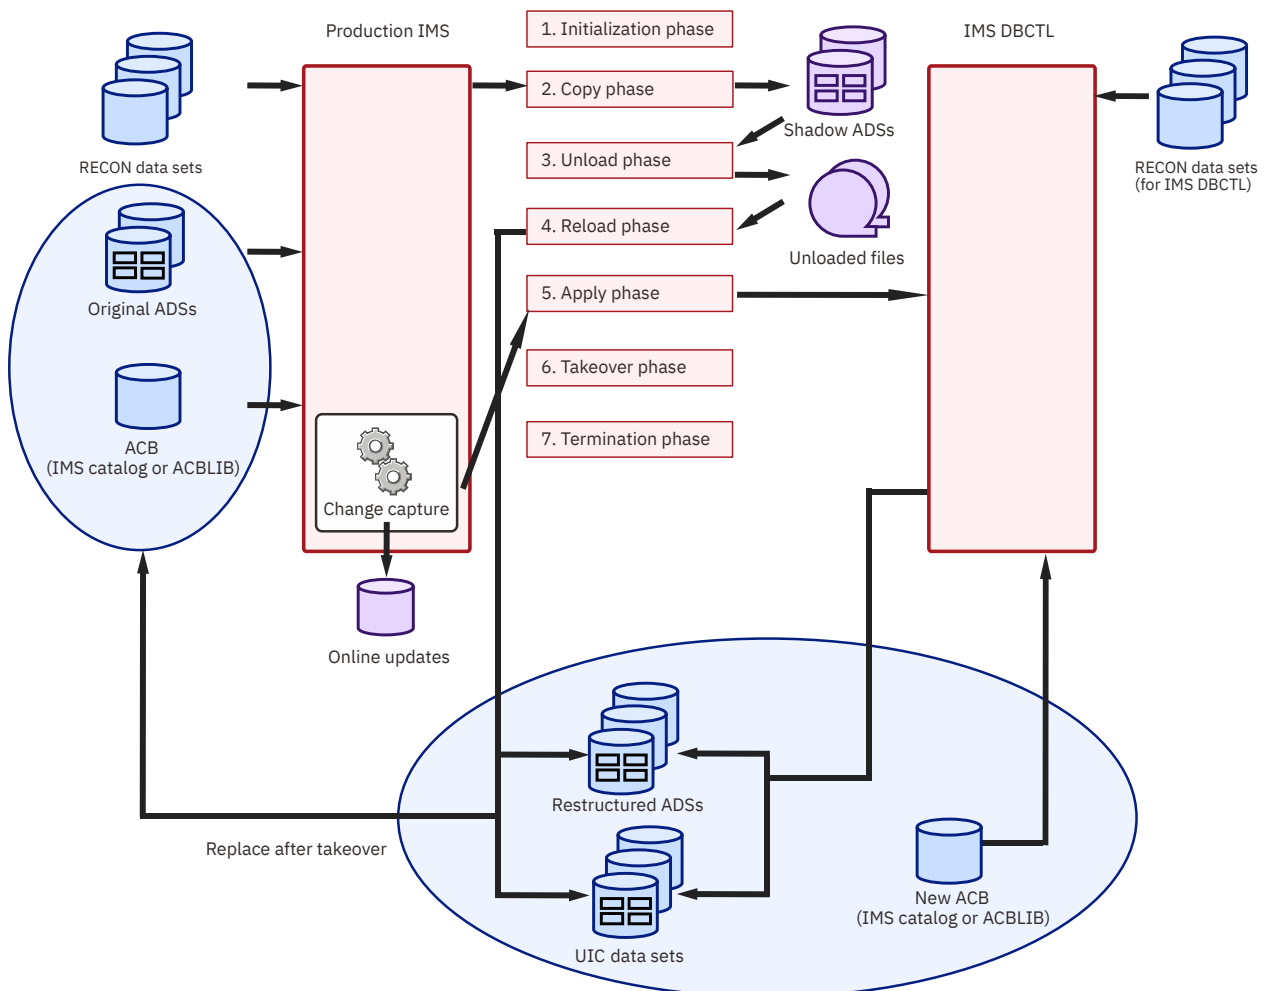 Production IMS
1. Initialization phase
IMS DBCTL
2. Copy phase
Shadow ADSs
3. Unload phase
RECON data sets
RECON data sets
(for IMS DBCTL)
4. Reload phase
Unloaded files
5. Apply phase
Original ADSs
6. Takeover phase
7. Termination phase
ACB
(IMS catalog or ACBLIB)
Change capture
Online updates
Restructured ADSs
Replace after takeover
New ACB
(IMS catalog or ACBLIB)
UIC data sets